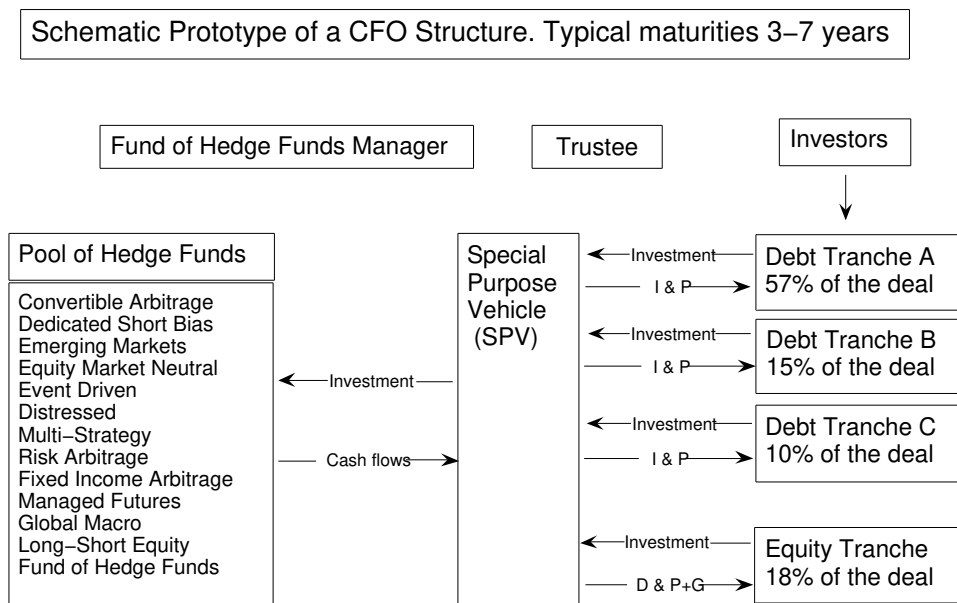 Schematic Prototype of a CFO Structure. Typical maturities 3−7 years
Fund of Hedge Funds Manager
Trustee
Investors
Pool of Hedge Funds
Convertible Arbitrage
Dedicated Short Bias
Emerging Markets
Equity Market Neutral
Event Driven
Distressed
Multi−Strategy
Risk Arbitrage
Fixed Income Arbitrage
Managed Futures
Global Macro
Long−Short Equity
Fund of Hedge Funds
Investment
Cash flows
Special
Purpose
Vehicle
(SPV)
Investment
I & P
Debt Tranche A
57% of the deal
Investment
I & P
Debt Tranche B
15% of the deal
Investment
I & P
Debt Tranche C
10% of the deal
Investment
D & P+G
Equity Tranche
18% of the deal